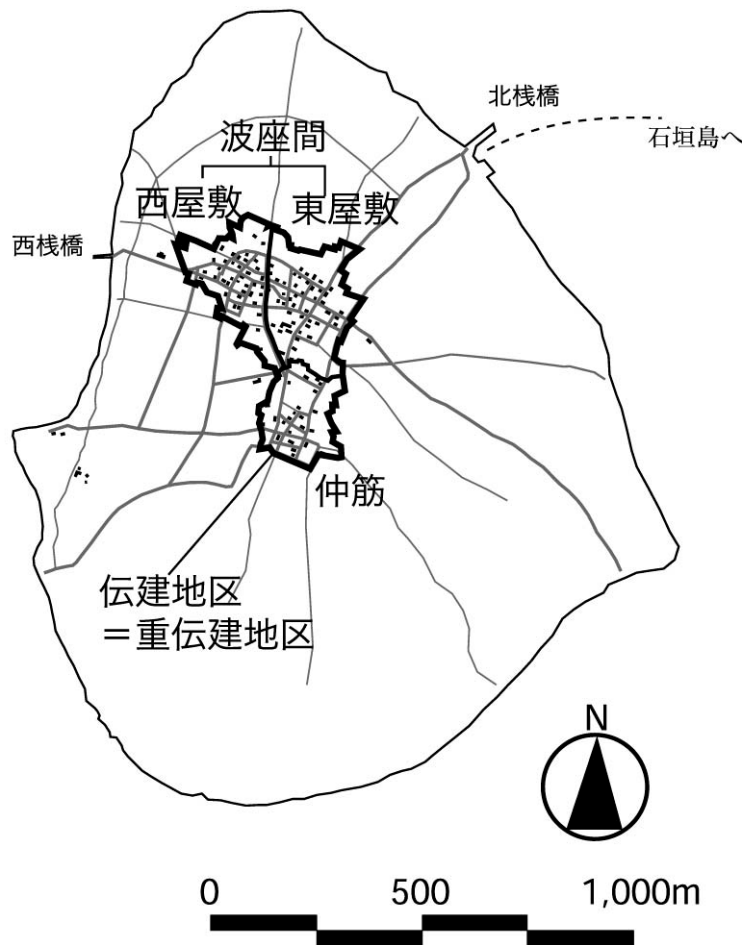 北桟橋
石垣島へ
波座間
西屋敷
東屋敷
西桟橋
仲筋
伝建地区
＝重伝建地区
N
0 500 1,000m